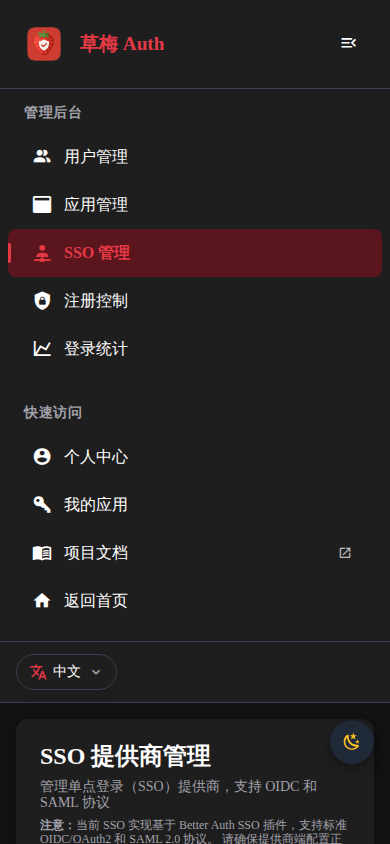 草梅 Auth
管理后台
用户管理
应用管理
SSO 管理
注册控制
登录统计
快速访问
个人中心
我的应用
项目文档
返回首页
中文
SSO 提供商管理
管理单点登录（SSO）提供商，支持 OIDC 和
SAML 协议
注意：当前 SSO 实现基于 Better Auth SSO 插件，支持标准
OIDC/OAuth2 和 SAML 2.0 协议。 请确保提供商端配置正